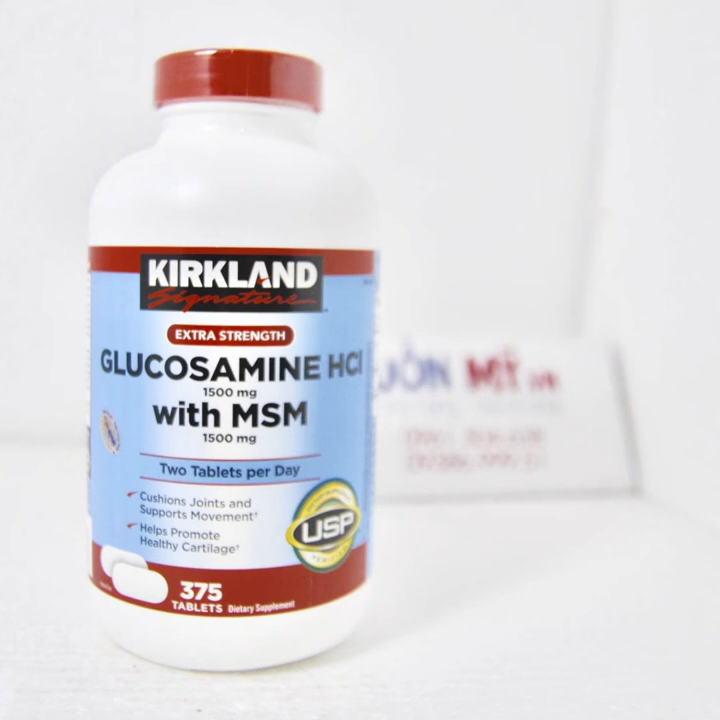 KIRKLAND
Signature
EXTRA STRENGTH
GLUCOSAMINE HCl
1500 mg
with MSM
1500 mg
Two Tablets per Day
Cushions Joints and
Supports Movement†
Helps Promote
Healthy Cartilage†
USP
375
TABLETS Dietary Supplement
MỸ